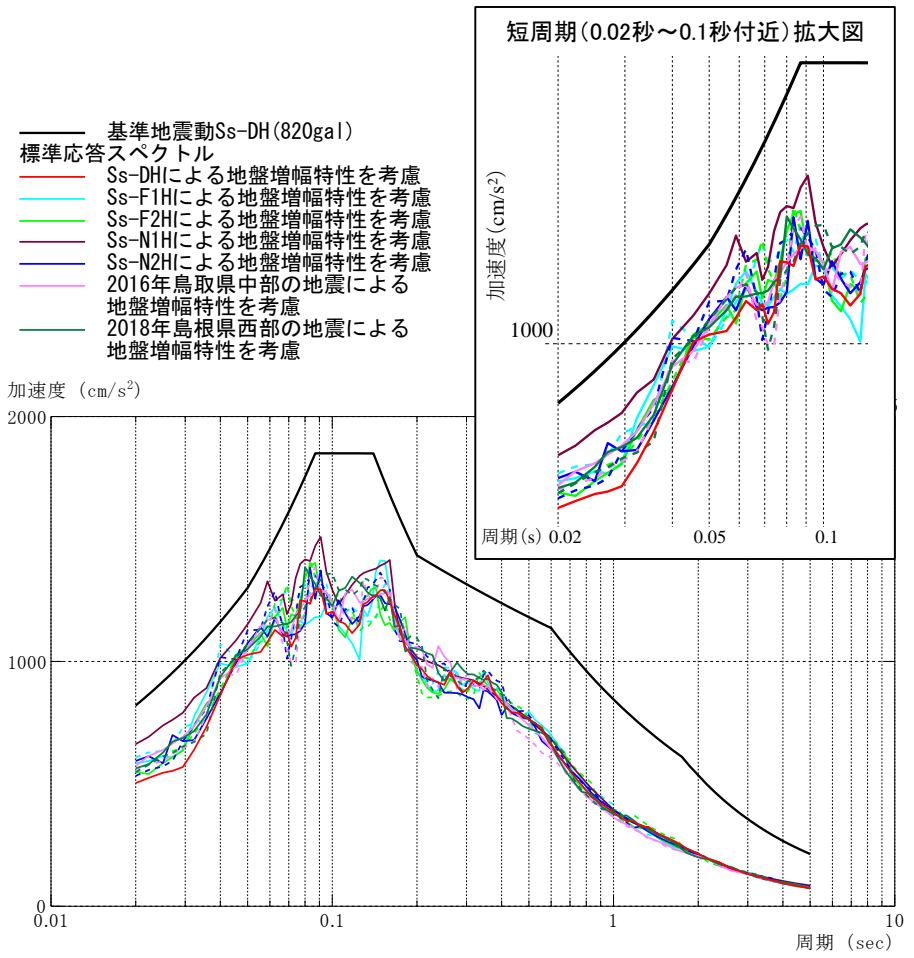 短周期(0.02秒～0.1秒付近)拡大図
加速度(cm/s²)
1000
周期(s) 0.02 0.05 0.1
基準地震動Ss-DH(820gal)
標準応答スペクトル
Ss-DHによる地盤増幅特性を考慮
Ss-F1Hによる地盤増幅特性を考慮
Ss-F2Hによる地盤増幅特性を考慮
Ss-N1Hによる地盤増幅特性を考慮
Ss-N2Hによる地盤増幅特性を考慮
2016年鳥取県中部の地震による
地盤増幅特性を考慮
2018年島根県西部の地震による
地盤増幅特性を考慮
加速度 (cm/s²)
2000
1000
0
0.01 0.1 1 10
周期 (sec)